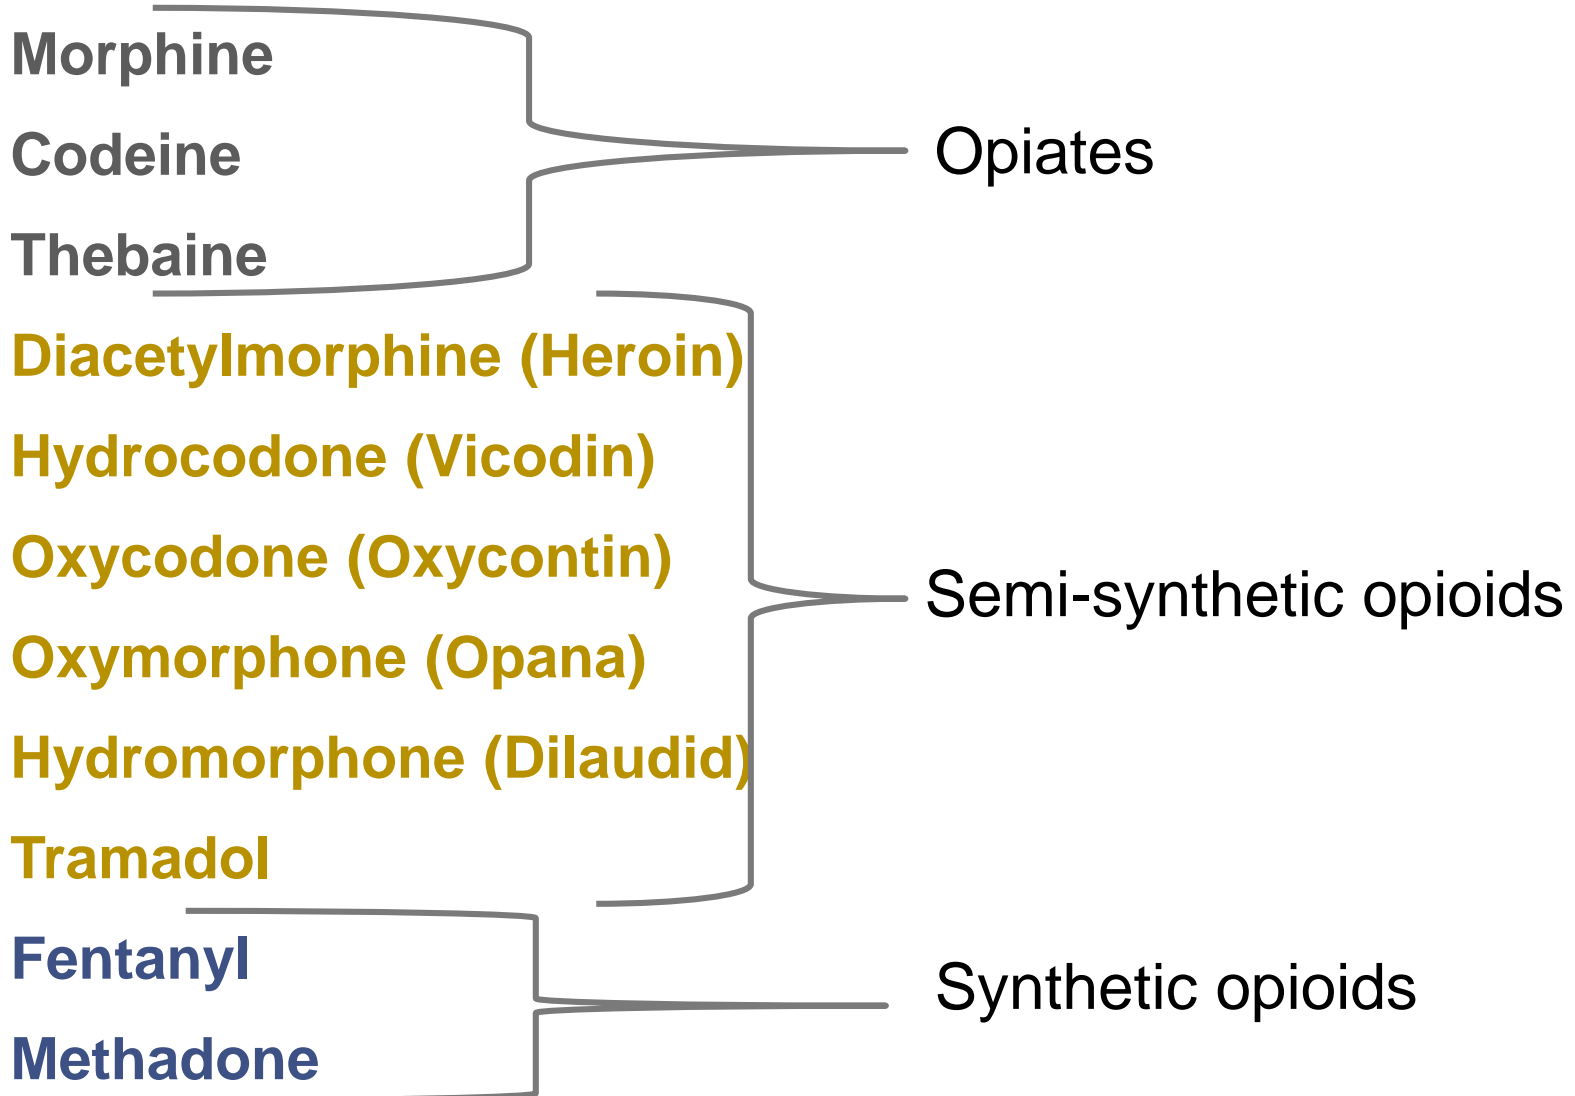 Morphine
Codeine
Opiates
Thebaine
Diacetylmorphine (Heroin)
Hydrocodone (Vicodin)
Oxycodone (Oxycontin)
Semi-synthetic opioids
Oxymorphone (Opana)
Hydromorphone (Dilaudid)
Tramadol
Fentanyl
Synthetic opioids
Methadone